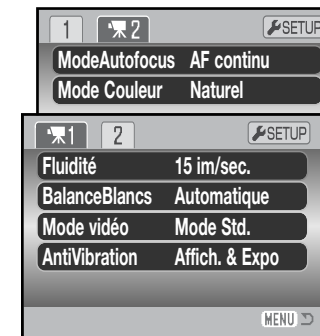 1 2 SETUP
ModeAutofocus AF continu
Mode Couleur Naturel
1 2 SETUP
Fluidité 15 im/sec.
BalanceBlancs Automatique
Mode vidéo Mode Std.
AntiVibration Affich. & Expo
MENU